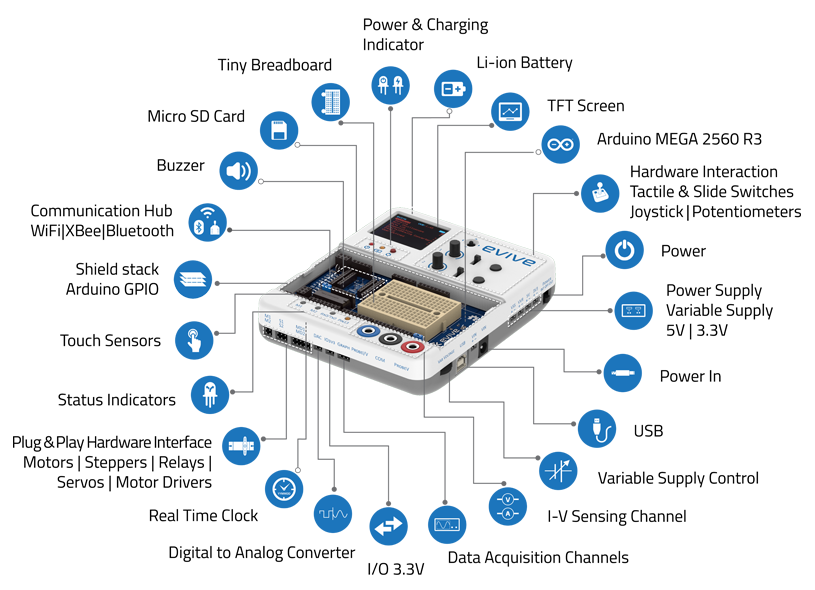 Power & Charging
Indicator
Tiny Breadboard
Li-ion Battery
Micro SD Card
TFT Screen
Buzzer
Arduino MEGA 2560 R3
Hardware Interaction
Tactile & Slide Switches
Joystick | Potentiometers
Communication Hub
WiFi|XBee|Bluetooth
evive
Power
Shield stack
Arduino GPIO
Power Supply
Variable Supply
5V | 3.3V
Touch Sensors
COM
Power In
Status Indicators
USB
Plug & Play Hardware Interface
Motors | Steppers | Relays |
Servos | Motor Drivers
Variable Supply Control
Real Time Clock
I-V Sensing Channel
Digital to Analog Converter
I/O 3.3V
Data Acquisition Channels
V
A